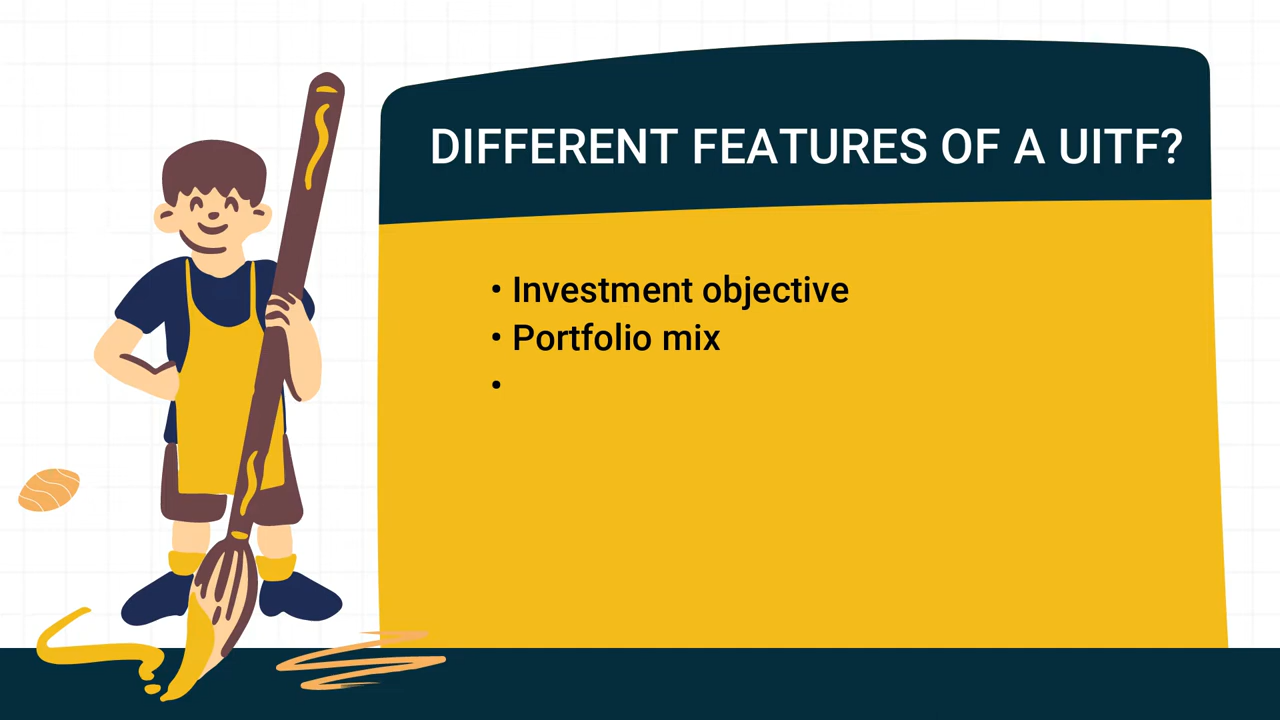 DIFFERENT FEATURES OF A UITF?
• Investment objective
• Portfolio mix
•